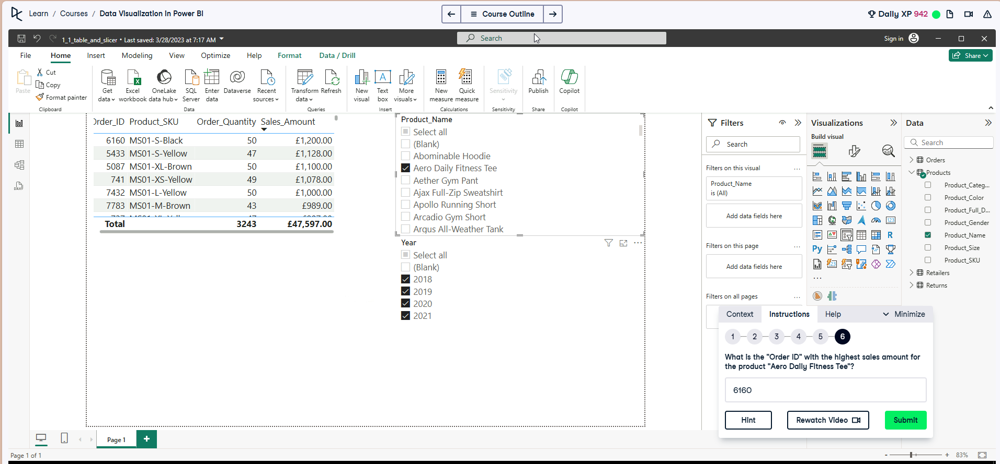 Learn / Courses / Data Visualization in Power BI
Course Outline
Daily XP 942
1_1_table_and_slicer • Last saved: 3/28/2023 at 7:17 AM
Search
Sign in
File Home Insert Modeling View Optimize Help Format Data / Drill
Share
Paste
Cut
Copy
Format painter
Clipboard
Get data
Excel workbook
OneLake data hub
SQL Server
Enter data
Dataverse
Recent sources
Data
Transform data
Refresh
Queries
New visual
Text box
More visuals
Insert
New measure
Quick measure
Calculations
Sensitivity
Sensitivity
Publish
Share
Copilot
Copilot
rder_ID Product_SKU Order_Quantity Sales_Amount
6160 MS01-S-Black 50 £1,200.00
5433 MS01-S-Yellow 47 £1,128.00
5087 MS01-XL-Brown 50 £1,100.00
741 MS01-XS-Yellow 49 £1,078.00
7432 MS01-L-Yellow 50 £1,000.00
7783 MS01-M-Brown 43 £989.00
Total 3243 £47,597.00
Product_Name
Select all
(Blank)
Abominable Hoodie
Aero Daily Fitness Tee
Aether Gym Pant
Ajax Full-Zip Sweatshirt
Apollo Running Short
Arcadio Gym Short
Argus All-Weather Tank
Year
Select all
(Blank)
2018
2019
2020
2021
Filters
Search
Filters on this visual ...
Product_Name
is (All)
Add data fields here
Filters on this page ...
Add data fields here
Filters on all pages ...
Visualizations
Build visual
123
R
Py
123
...
Data
Search
Orders
Products
Product_Categ...
Product_Color
Product_Full_D...
Product_Gender
Product_Name
Product_Size
Product_SKU
Retailers
Returns
Context Instructions Help Minimize
1 2 3 4 5 6
What is the "Order ID" with the highest sales amount for
the product "Aero Daily Fitness Tee"?
6160
Hint Rewatch Video Submit
Page 1 +
Page 1 of 1
- + 83%